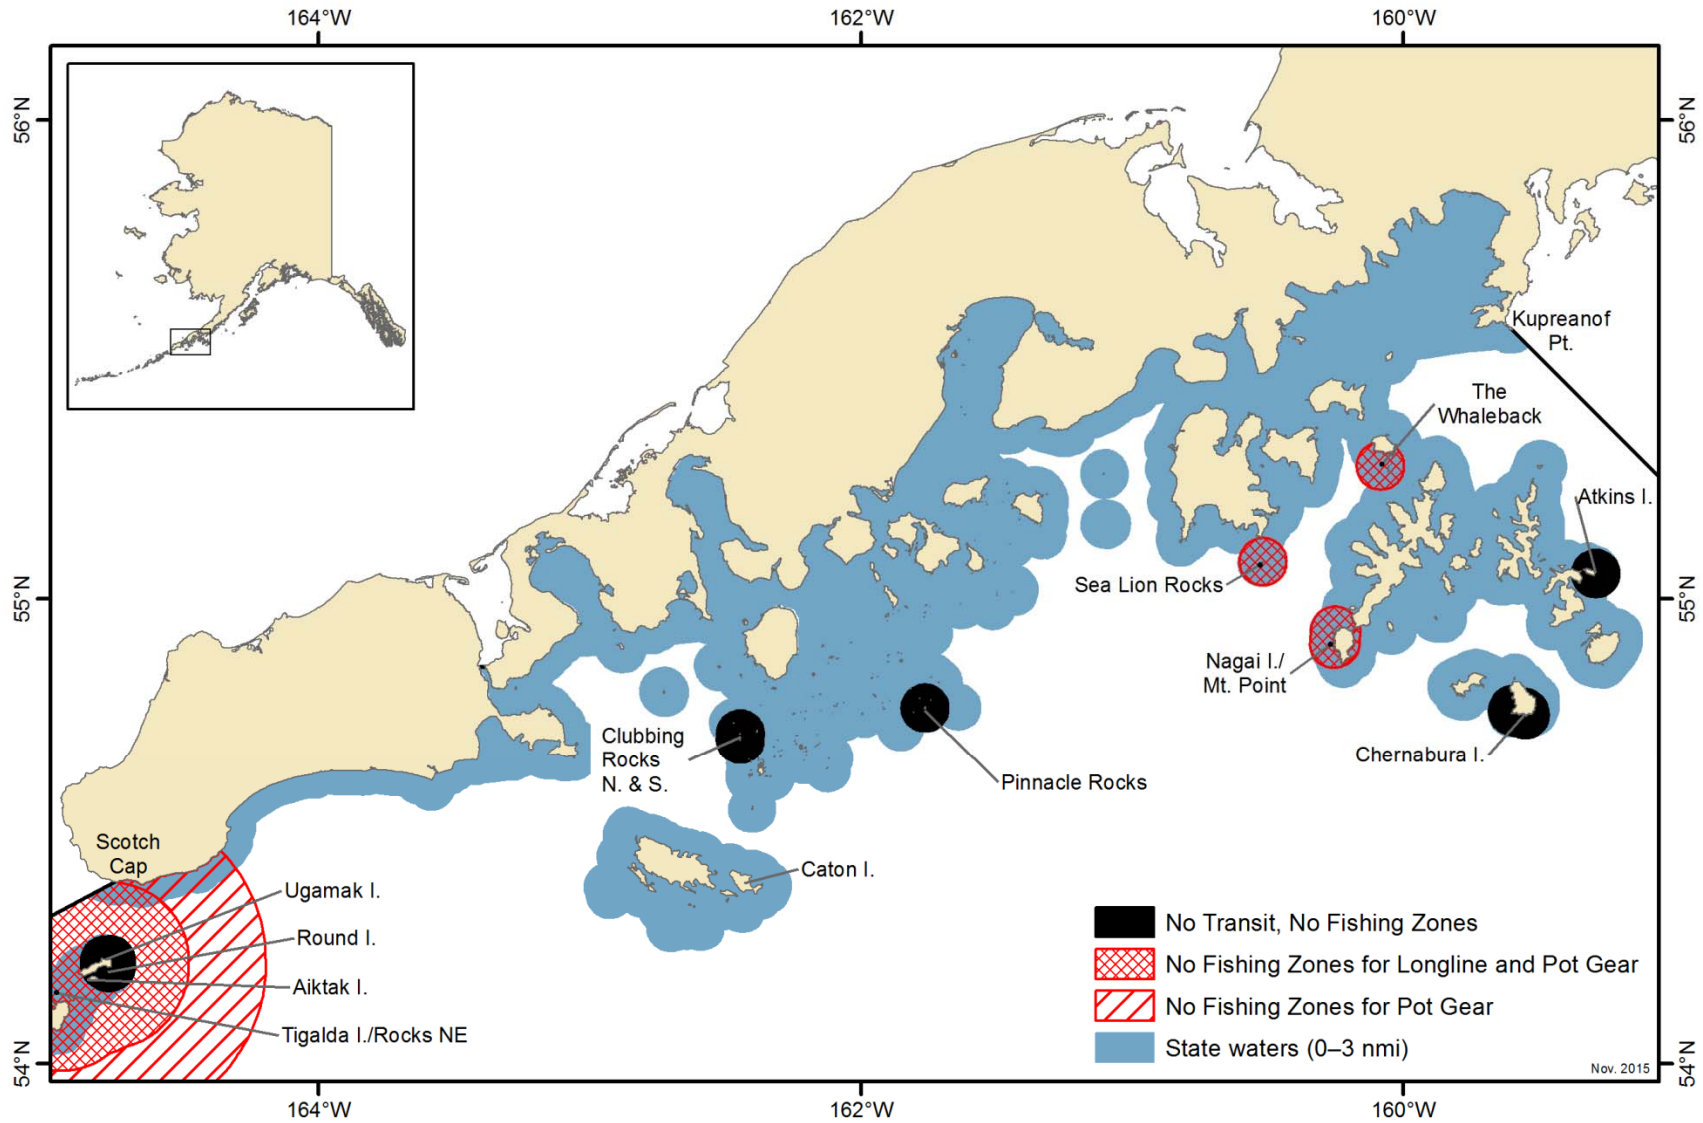 164°W
162°W
160°W
56°N
56°N
Kupreanof
Pt.
The
Whaleback
Atkins I.
Sea Lion Rocks
55°N
55°N
Nagai I./
Mt. Point
Clubbing
Rocks
N. & S.
Chernabura I.
Pinnacle Rocks
Scotch
Cap
Caton I.
Ugamak I.
Round I.
Aiktak I.
Tigalda I./Rocks NE
No Transit, No Fishing Zones
No Fishing Zones for Longline and Pot Gear
No Fishing Zones for Pot Gear
State waters (0–3 nmi)
Nov. 2015
54°N
54°N
164°W
162°W
160°W